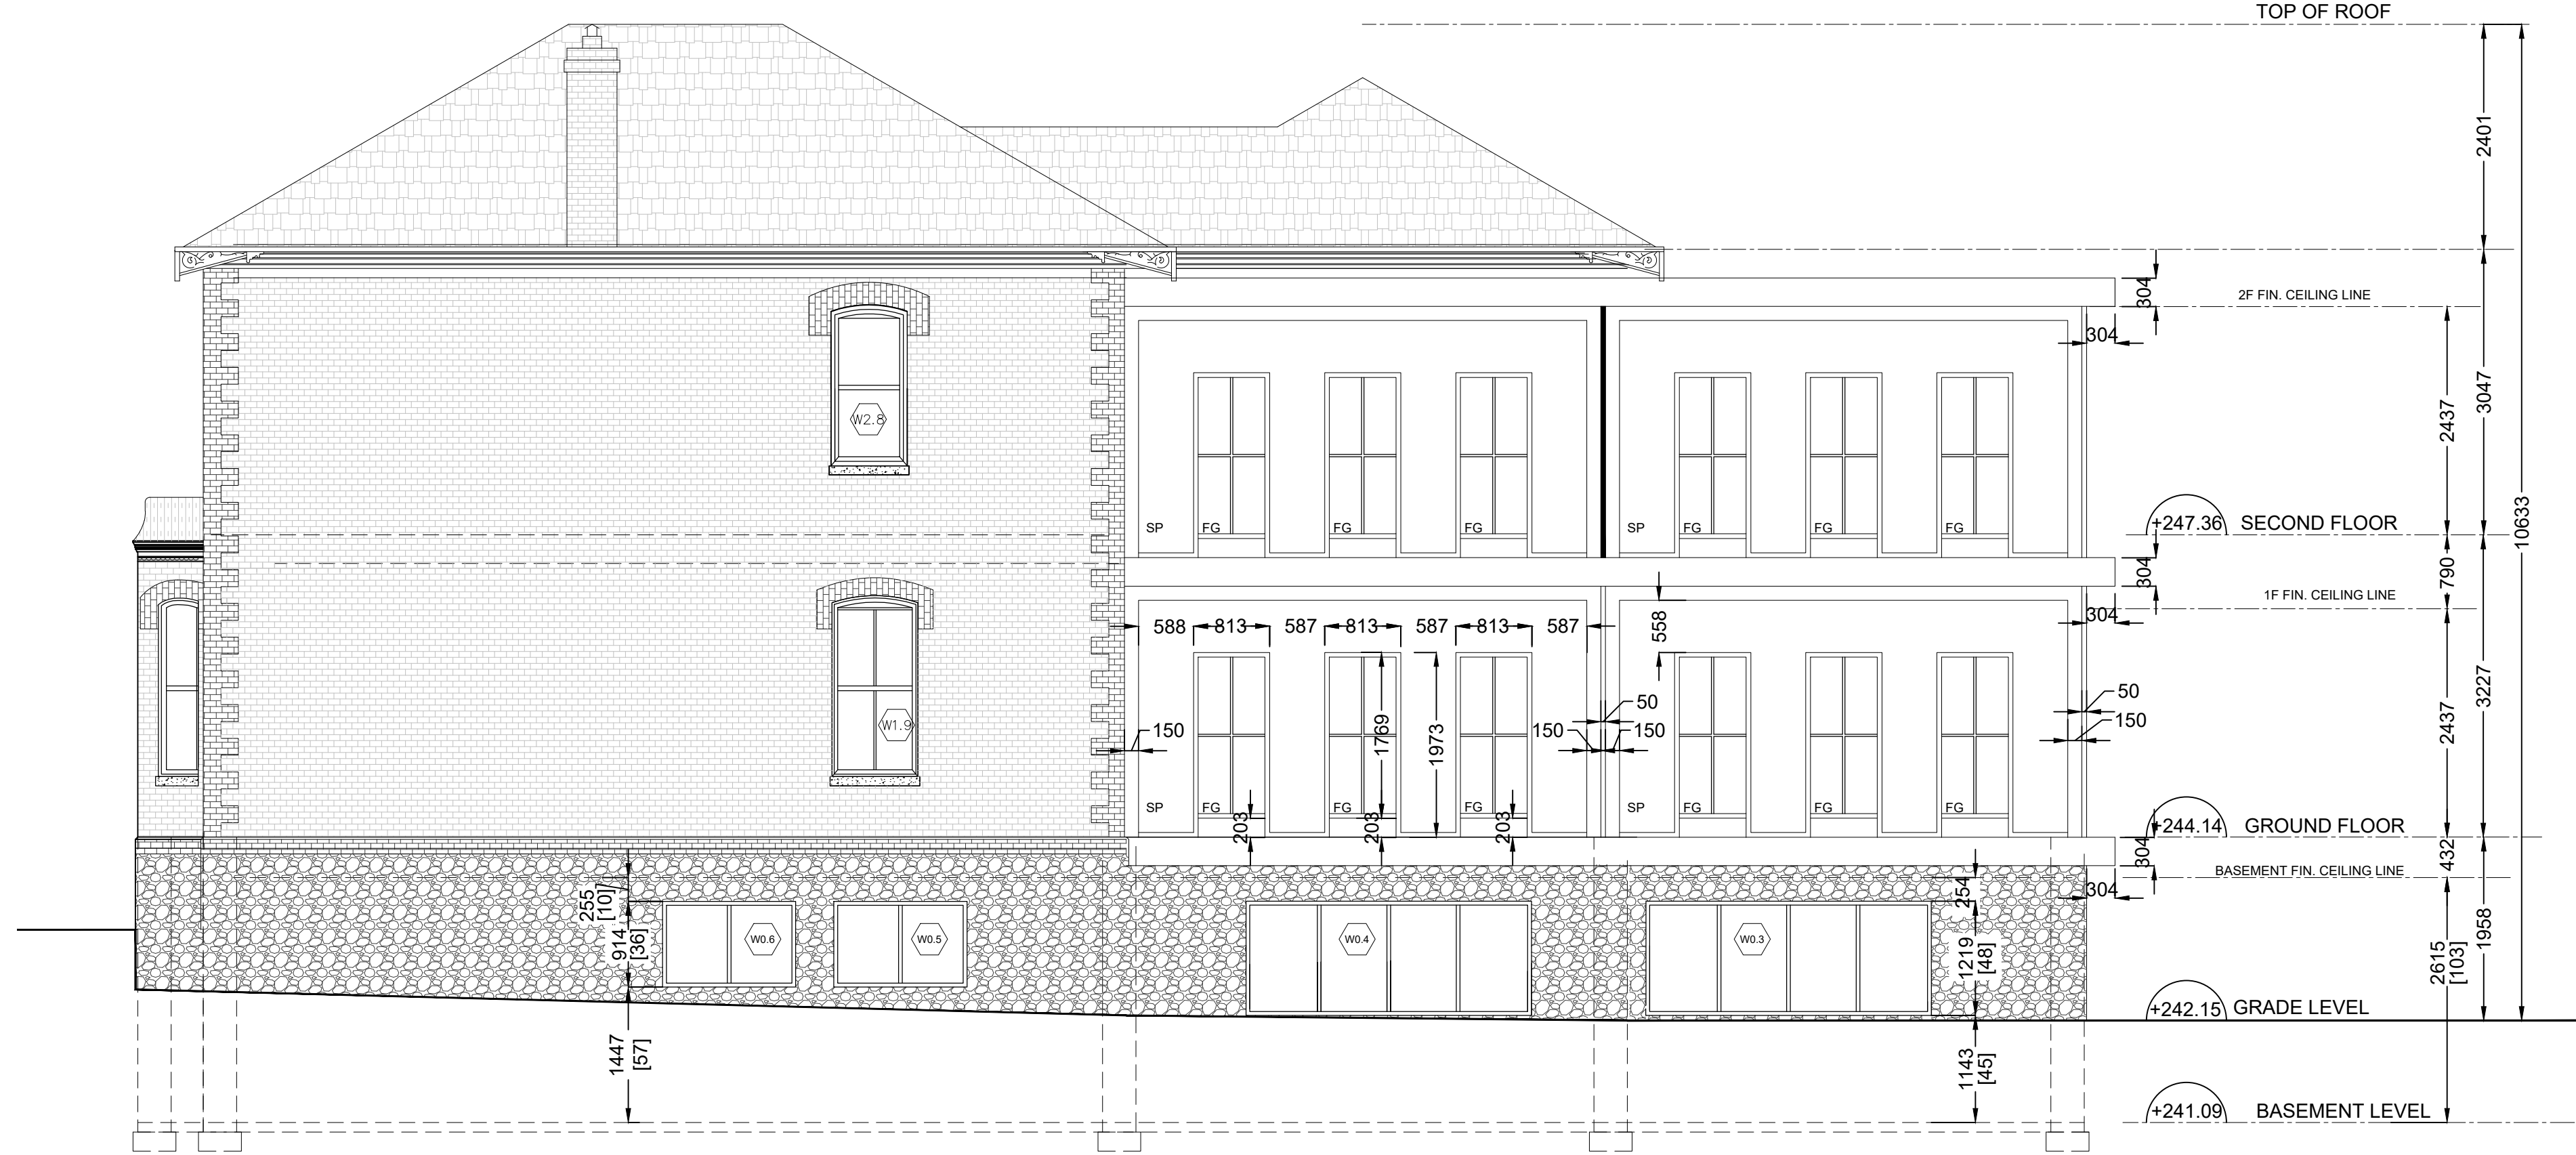 TOP OF ROOF
2401
304
2F FIN. CEILING LINE
304
3047
2437
W2.8
10633
+247.36 SECOND FLOOR
SP FG FG FG SP FG FG FG
304
790
1F FIN. CEILING LINE
304
588 813 587 813 587 813 587
558
3227
2437
50
150
W1.9
150
1769
1973
50
150
150
SP FG FG FG SP FG FG FG
203
203
203
+244.14 GROUND FLOOR
304
432
BASEMENT FIN. CEILING LINE
304
255
[10]
254
914
[36]
W0.6
W0.5
W0.4
W0.3
1219
[48]
1958
2615
[103]
+242.15 GRADE LEVEL
1447
[57]
1143
[45]
+241.09 BASEMENT LEVEL